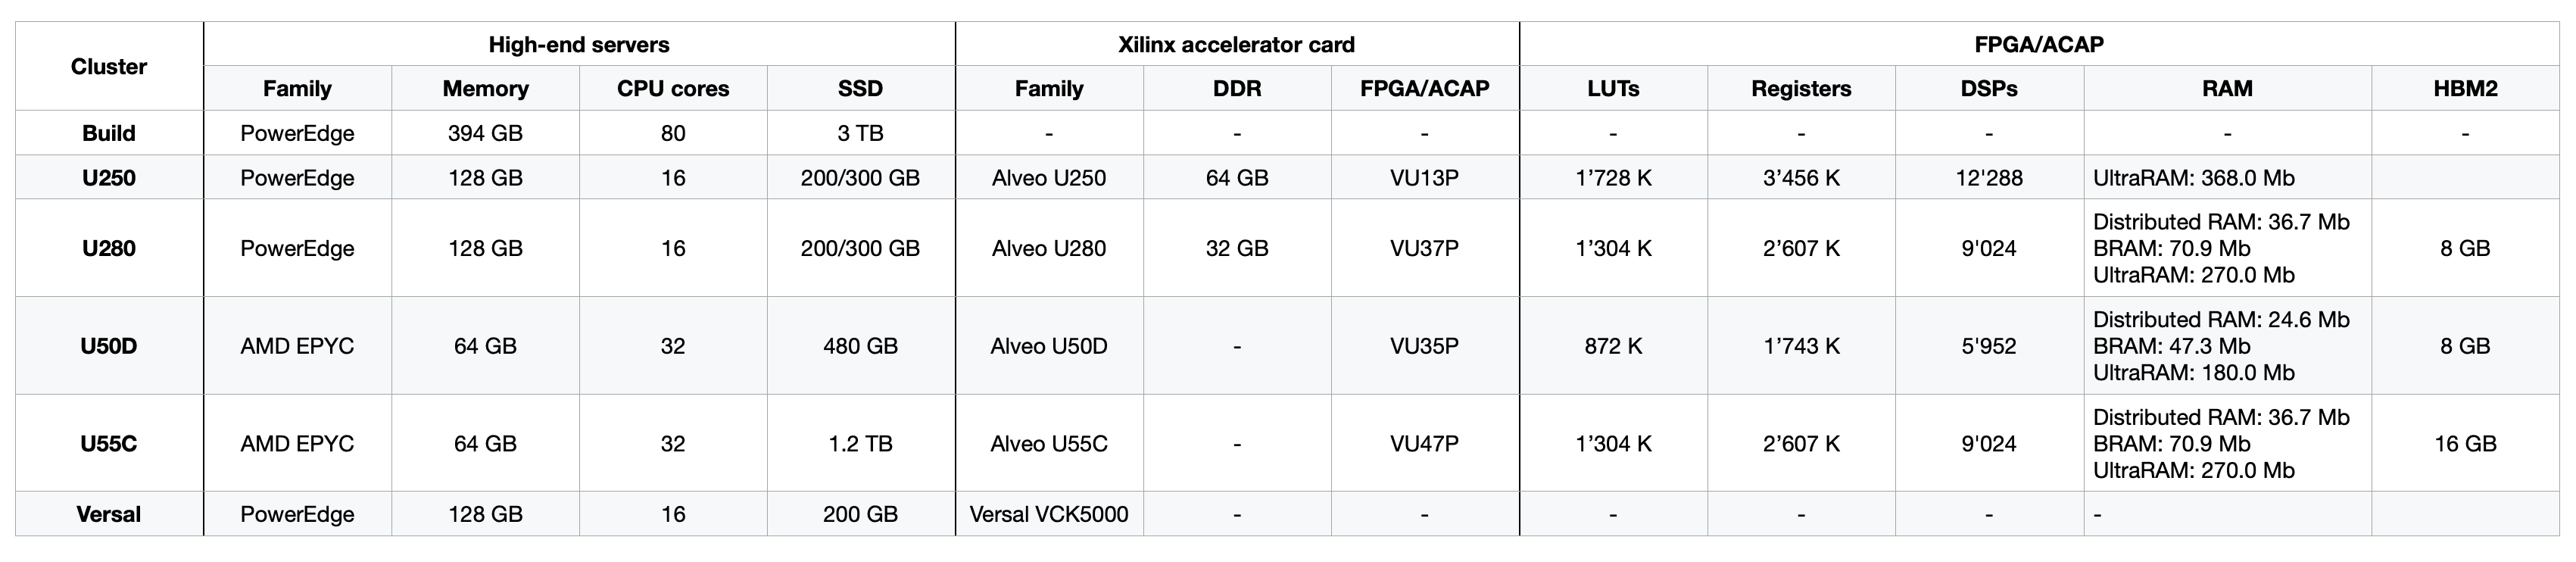 Cluster High-end servers Xilinx accelerator card FPGA/ACAP
Family Memory CPU cores SSD Family DDR FPGA/ACAP LUTs Registers DSPs RAM HBM2
Build PowerEdge 394 GB 80 3 TB - - - - - - - -
U250 PowerEdge 128 GB 16 200/300 GB Alveo U250 64 GB VU13P 1’728 K 3’456 K 12'288 UltraRAM: 368.0 Mb
Distributed RAM: 36.7 Mb
U280 PowerEdge 128 GB 16 200/300 GB Alveo U280 32 GB VU37P 1’304 K 2’607 K 9'024 BRAM: 70.9 Mb 8 GB
UltraRAM: 270.0 Mb
Distributed RAM: 24.6 Mb
U50D AMD EPYC 64 GB 32 480 GB Alveo U50D - VU35P 872 K 1’743 K 5'952 BRAM: 47.3 Mb 8 GB
UltraRAM: 180.0 Mb
Distributed RAM: 36.7 Mb
U55C AMD EPYC 64 GB 32 1.2 TB Alveo U55C - VU47P 1’304 K 2’607 K 9'024 BRAM: 70.9 Mb 16 GB
UltraRAM: 270.0 Mb
Versal PowerEdge 128 GB 16 200 GB Versal VCK5000 - - - - - -